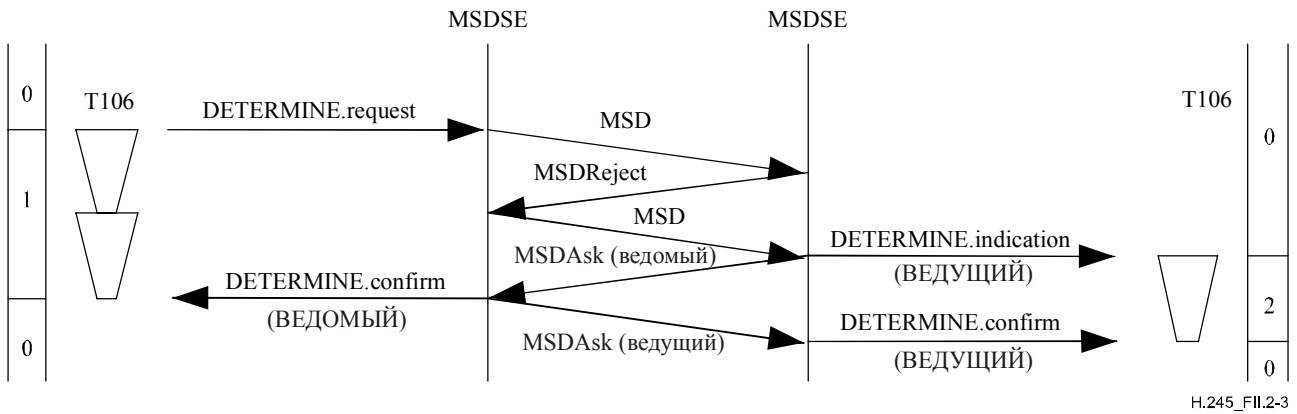 MSDSE MSDSE
0 T106 T106
DETERMINE.request MSD 0
MSDReject
1 MSD
MSDAsk (ведомый) DETERMINE.indication
DETERMINE.confirm (ВЕДУЩИЙ)
(ВЕДОМЫЙ) DETERMINE.confirm 2
0 MSDAsk (ведущий) (ВЕДУЩИЙ) 0
H.245_FII.2-3